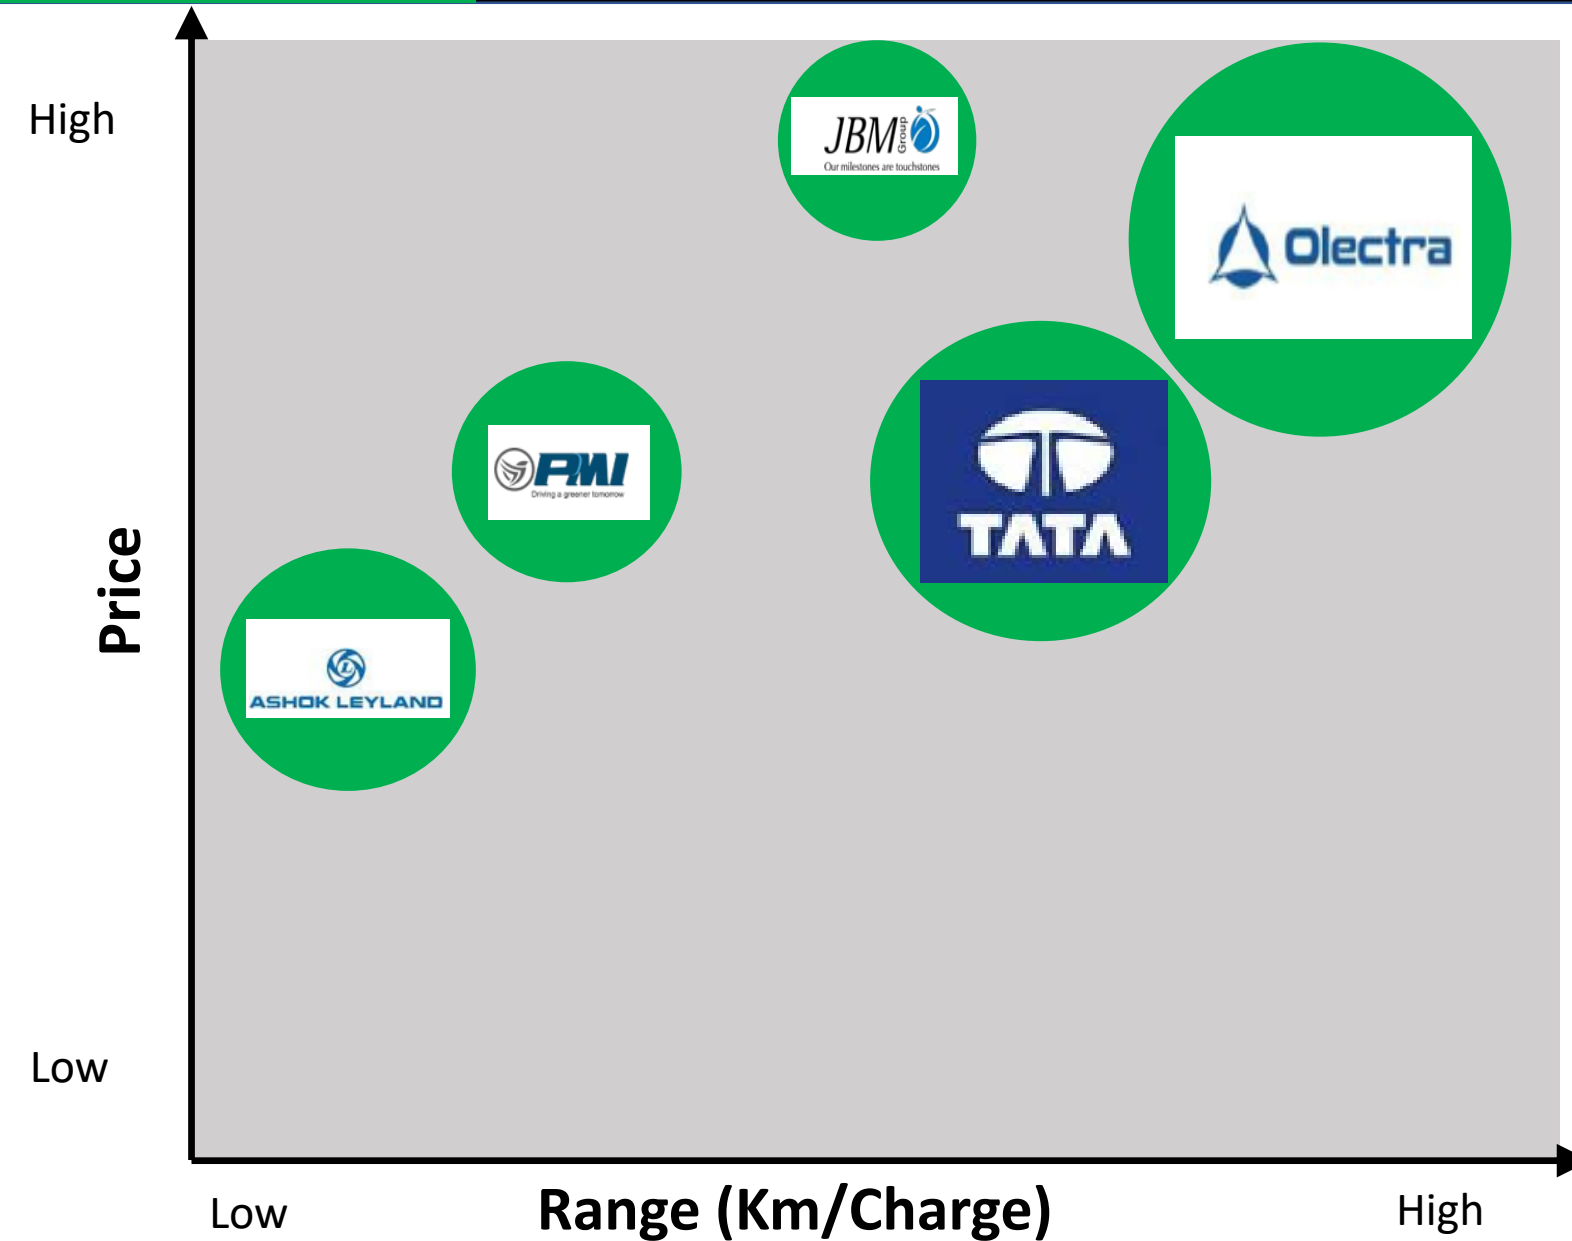 High
JBM Group
Our milestones are touchstones
Olectra
PMI
Driving a greener tomorrow
TATA
Price
L
ASHOK LEYLAND
Low
Low
Range (Km/Charge)
High